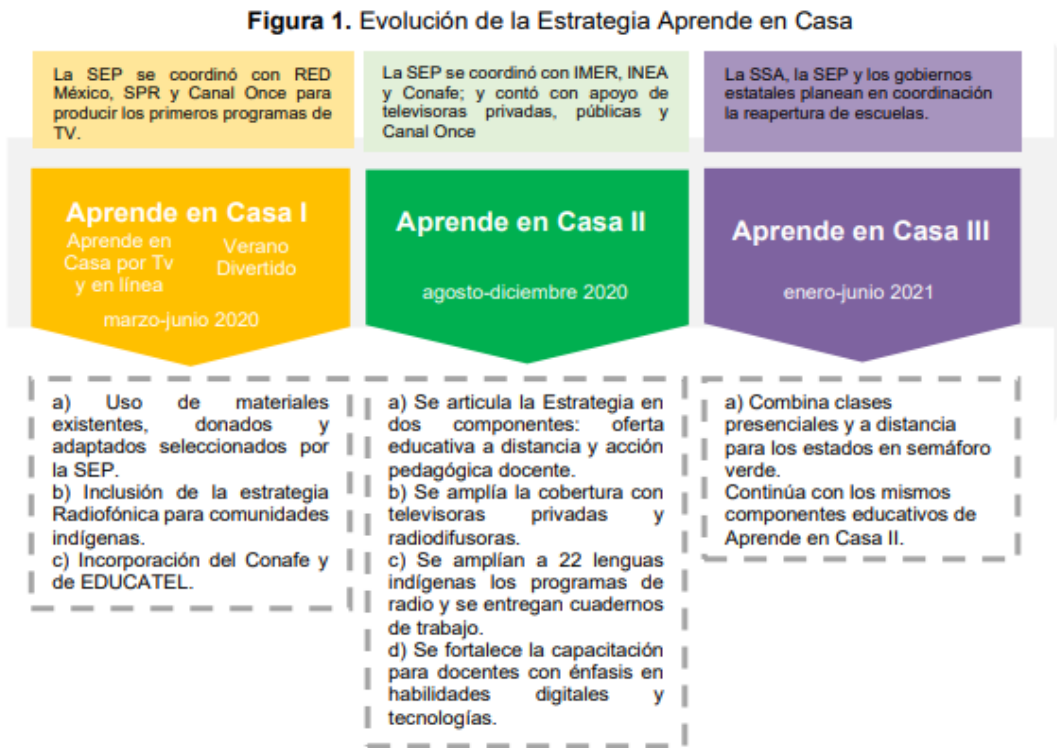 Figura 1. Evolución de la Estrategia Aprende en Casa
La SEP se coordinó con RED
México, SPR y Canal Once para
producir los primeros programas de
TV.
La SEP se coordinó con IMER, INEA
y Conafe; y contó con apoyo de
televisoras privadas, públicas y
Canal Once
La SSA, la SEP y los gobiernos
estatales planean en coordinación
la reapertura de escuelas.
Aprende en Casa I
Aprende en
Casa por Tv
y en línea
Verano
Divertido
marzo-junio 2020
Aprende en Casa II
agosto-diciembre 2020
Aprende en Casa III
enero-junio 2021
a) Uso de materiales
existentes, donados y
adaptados seleccionados por
la SEP.
b) Inclusión de la estrategia
Radiofónica para comunidades
indígenas.
c) Incorporación del Conafe y
de EDUCATEL.
a) Se articula la Estrategia en
dos componentes: oferta
educativa a distancia y acción
pedagógica docente.
b) Se amplía la cobertura con
televisoras privadas y
radiodifusoras.
c) Se amplían a 22 lenguas
indígenas los programas de
radio y se entregan cuadernos
de trabajo.
d) Se fortalece la capacitación
para docentes con énfasis en
habilidades digitales y
tecnologías.
a) Combina clases
presenciales y a distancia
para los estados en semáforo
verde.
Continúa con los mismos
componentes educativos de
Aprende en Casa II.